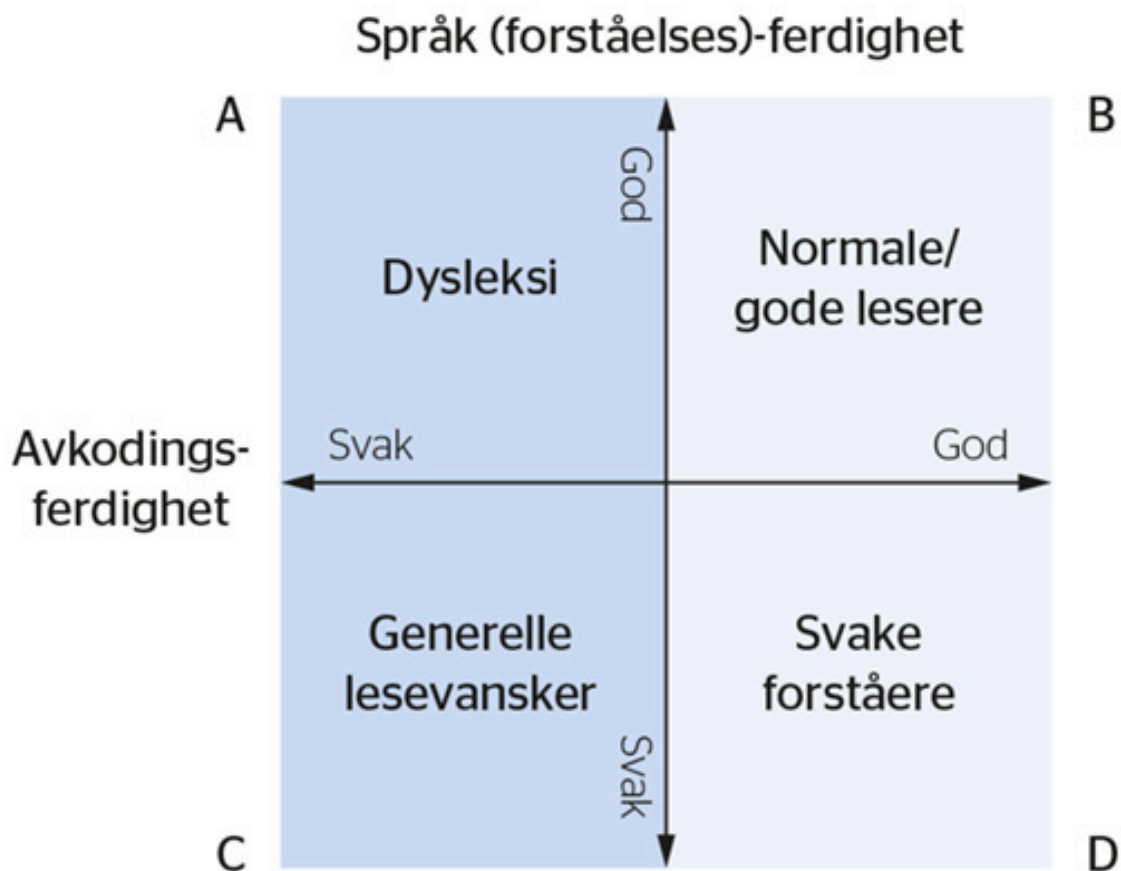 Språk (forståelses)-ferdighet
A
B
God
Dysleksi
Normale/
gode lesere
Avkodings-
ferdighet
Svak
God
Generelle
lesevansker
Svake
forståere
Svak
C
D